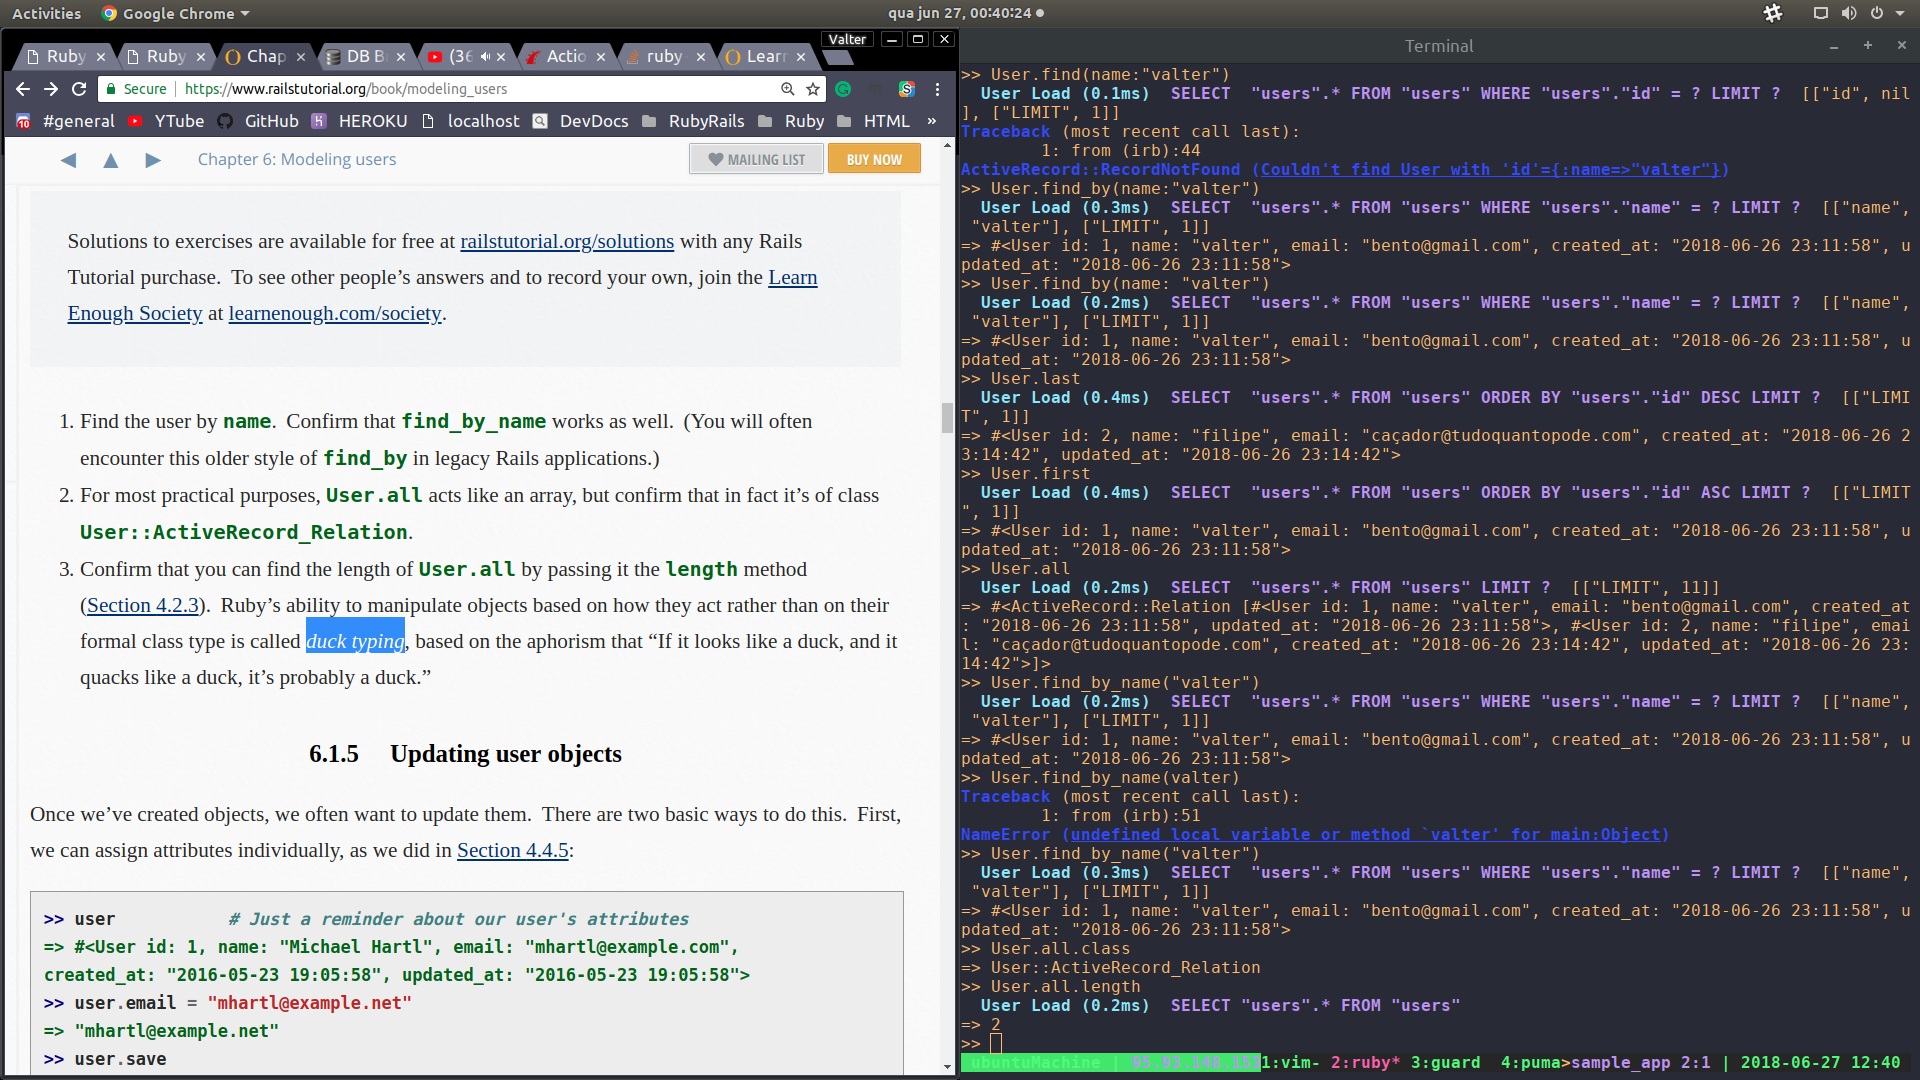 Activities
Google Chrome
qua jun 27, 00:40:24
Valter
Ruby
Ruby
Chap
DB B
(36
Actio
ruby
Learn
Secure
https://www.railstutorial.org/book/modeling_users
#general
YTube
GitHub
HEROKU
localhost
DevDocs
RubyRails
Ruby
HTML
»
Chapter 6: Modeling users
MAILING LIST
BUY NOW
Solutions to exercises are available for free at railstutorial.org/solutions with any Rails
Tutorial purchase. To see other people’s answers and to record your own, join the Learn
Enough Society at learnenough.com/society.
1. Find the user by name. Confirm that find_by_name works as well. (You will often
encounter this older style of find_by in legacy Rails applications.)
2. For most practical purposes, User.all acts like an array, but confirm that in fact it’s of class
User::ActiveRecord_Relation.
3. Confirm that you can find the length of User.all by passing it the length method
(Section 4.2.3). Ruby’s ability to manipulate objects based on how they act rather than on their
formal class type is called duck typing, based on the aphorism that “If it looks like a duck, and it
quacks like a duck, it’s probably a duck.”
6.1.5 Updating user objects
Once we’ve created objects, we often want to update them. There are two basic ways to do this. First,
we can assign attributes individually, as we did in Section 4.4.5:
>> user # Just a reminder about our user's attributes
=> #<User id: 1, name: "Michael Hartl", email: "mhartl@example.com",
created_at: "2016-05-23 19:05:58", updated_at: "2016-05-23 19:05:58">
>> user.email = "mhartl@example.net"
=> "mhartl@example.net"
>> user.save
Terminal
>> User.find(name:"valter")
User Load (0.1ms) SELECT "users".* FROM "users" WHERE "users"."id" = ? LIMIT ? [["id", nil
], ["LIMIT", 1]]
Traceback (most recent call last):
1: from (irb):44
ActiveRecord::RecordNotFound (Couldn't find User with 'id'={:name=>"valter"})
>> User.find_by(name:"valter")
User Load (0.3ms) SELECT "users".* FROM "users" WHERE "users"."name" = ? LIMIT ? [["name",
"valter"], ["LIMIT", 1]]
=> #<User id: 1, name: "valter", email: "bento@gmail.com", created_at: "2018-06-26 23:11:58", u
pdated_at: "2018-06-26 23:11:58">
>> User.find_by(name: "valter")
User Load (0.2ms) SELECT "users".* FROM "users" WHERE "users"."name" = ? LIMIT ? [["name",
"valter"], ["LIMIT", 1]]
=> #<User id: 1, name: "valter", email: "bento@gmail.com", created_at: "2018-06-26 23:11:58", u
pdated_at: "2018-06-26 23:11:58">
>> User.last
User Load (0.4ms) SELECT "users".* FROM "users" ORDER BY "users"."id" DESC LIMIT ? [["LIMI
T", 1]]
=> #<User id: 2, name: "filipe", email: "caçador@tudoquantopode.com", created_at: "2018-06-26 2
3:14:42", updated_at: "2018-06-26 23:14:42">
>> User.first
User Load (0.4ms) SELECT "users".* FROM "users" ORDER BY "users"."id" ASC LIMIT ? [["LIMIT
", 1]]
=> #<User id: 1, name: "valter", email: "bento@gmail.com", created_at: "2018-06-26 23:11:58", u
pdated_at: "2018-06-26 23:11:58">
>> User.all
User Load (0.2ms) SELECT "users".* FROM "users" LIMIT ? [["LIMIT", 11]]
=> #<ActiveRecord::Relation [#<User id: 1, name: "valter", email: "bento@gmail.com", created_at
: "2018-06-26 23:11:58", updated_at: "2018-06-26 23:11:58">, #<User id: 2, name: "filipe", emai
l: "caçador@tudoquantopode.com", created_at: "2018-06-26 23:14:42", updated_at: "2018-06-26 23:
14:42">]>
>> User.find_by_name("valter")
User Load (0.2ms) SELECT "users".* FROM "users" WHERE "users"."name" = ? LIMIT ? [["name",
"valter"], ["LIMIT", 1]]
=> #<User id: 1, name: "valter", email: "bento@gmail.com", created_at: "2018-06-26 23:11:58", u
pdated_at: "2018-06-26 23:11:58">
>> User.find_by_name(valter)
Traceback (most recent call last):
1: from (irb):51
NameError (undefined local variable or method `valter' for main:Object)
>> User.find_by_name("valter")
User Load (0.3ms) SELECT "users".* FROM "users" WHERE "users"."name" = ? LIMIT ? [["name",
"valter"], ["LIMIT", 1]]
=> #<User id: 1, name: "valter", email: "bento@gmail.com", created_at: "2018-06-26 23:11:58", u
pdated_at: "2018-06-26 23:11:58">
>> User.all.class
=> User::ActiveRecord_Relation
>> User.all.length
User Load (0.2ms) SELECT "users".* FROM "users"
=> 2
>>
ubuntuMachine | 95.93.148.152 1:vim- 2:ruby* 3:guard 4:puma>sample_app 2:1 | 2018-06-27 12:40